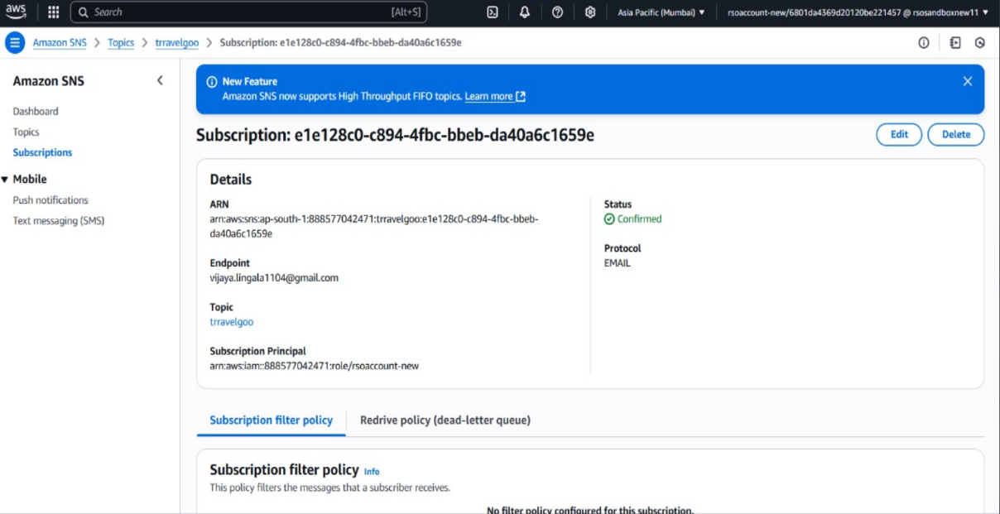 aws
Search [Alt+S]
Asia Pacific (Mumbai) ▼
rsoaccount-new/6801da4369d20120be221457 @ rsosandboxnew11 ▼
Amazon SNS > Topics > trravelgoo > Subscription: e1e128c0-c894-4fbc-bbeb-da40a6c1659e
Amazon SNS
Dashboard
Topics
Subscriptions
Mobile
Push notifications
Text messaging (SMS)
New Feature
Amazon SNS now supports High Throughput FIFO topics. Learn more
Subscription: e1e128c0-c894-4fbc-bbeb-da40a6c1659e
Edit
Delete
Details
ARN
arn:aws:sns:ap-south-1:888577042471:trravelgoo:e1e128c0-c894-4fbc-bbeb-
da40a6c1659e
Endpoint
vijaya.lingala1104@gmail.com
Topic
trravelgoo
Subscription Principal
arn:aws:iam::888577042471:role/rsoaccount-new
Status
Confirmed
Protocol
EMAIL
Subscription filter policy
Redrive policy (dead-letter queue)
Subscription filter policy Info
This policy filters the messages that a subscriber receives.
No filter policy configured for this subscription.